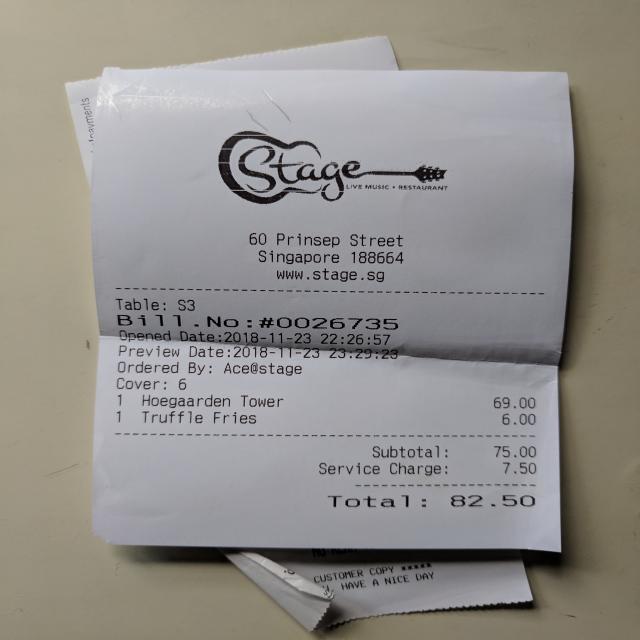 Stage
LIVE MUSIC • RESTAURANT
60 Prinsep Street
Singapore 188664
www.stage.sg
Table: S3
Bill.No:#0026735
Opened Date:2018-11-23 22:26:57
Preview Date:2018-11-23 23:29:23
Ordered By: Ace@stage
Cover: 6
1 Hoegaarden Tower 69.00
1 Truffle Fries 6.00
Subtotal: 75.00
Service Charge: 7.50
Total: 82.50
CUSTOMER COPY
HAVE A NICE DAY